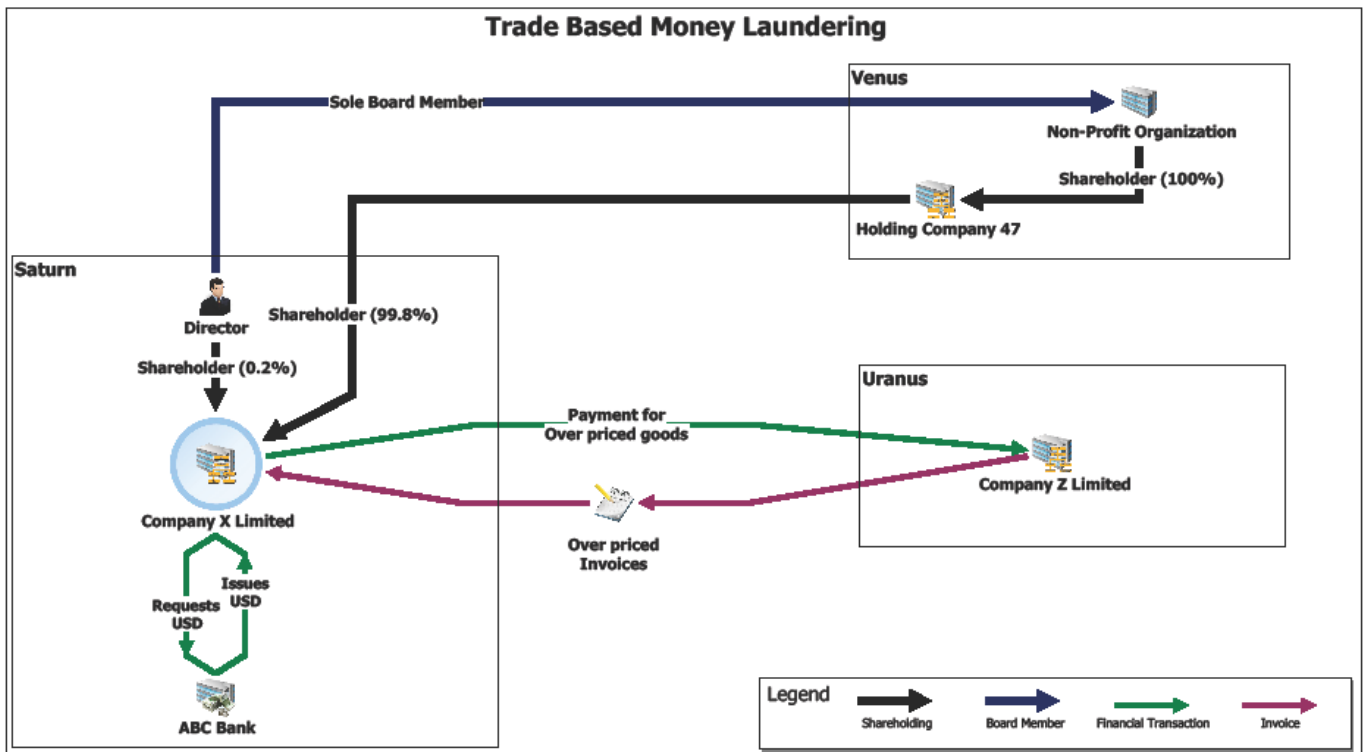 Trade Based Money Laundering
Venus
Sole Board Member
Non-Profit Organization
Shareholder (100%)
Holding Company 47
Saturn
Director
Shareholder (99.8%)
Shareholder (0.2%)
Uranus
Payment for
Over priced goods
Company Z Limited
Company X Limited
Over priced
Invoices
Issues
USD
Requests
USD
ABC Bank
Legend
Shareholding
Board Member
Financial Transaction
Invoice